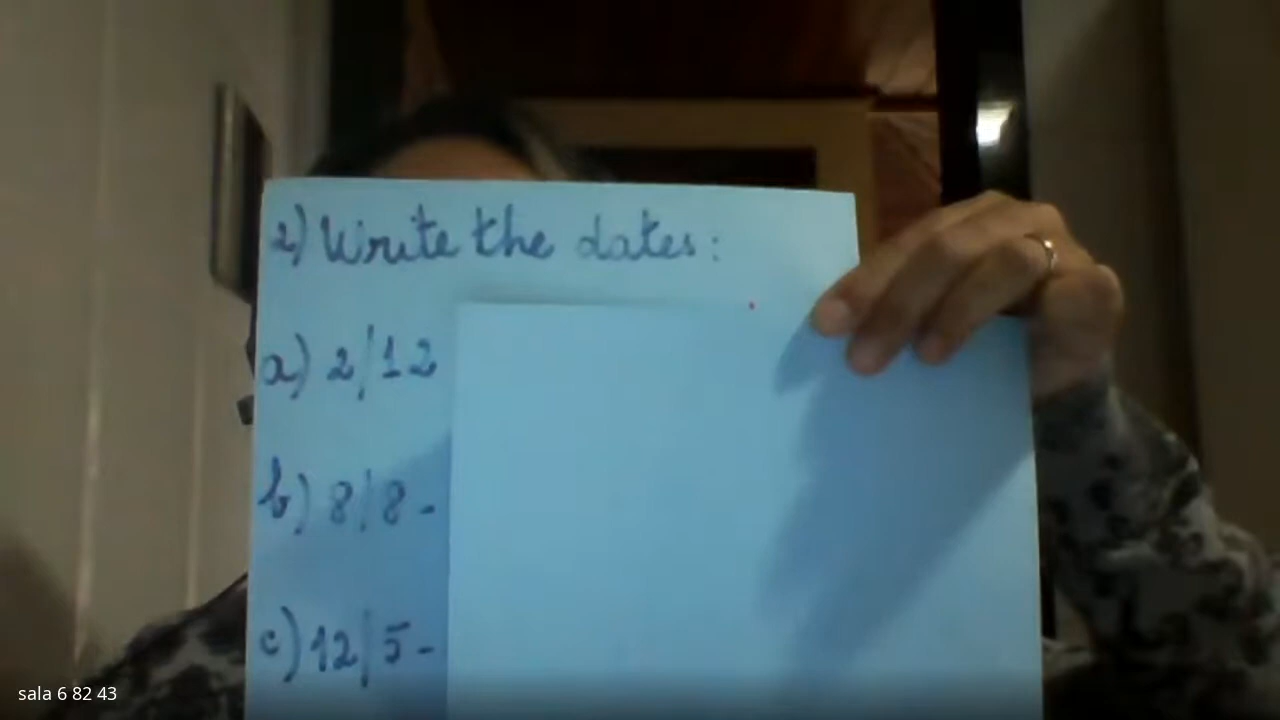 2) Write the dates:
a) 2/12
b) 8/8 -
c) 12/5 -
sala 6 82 43